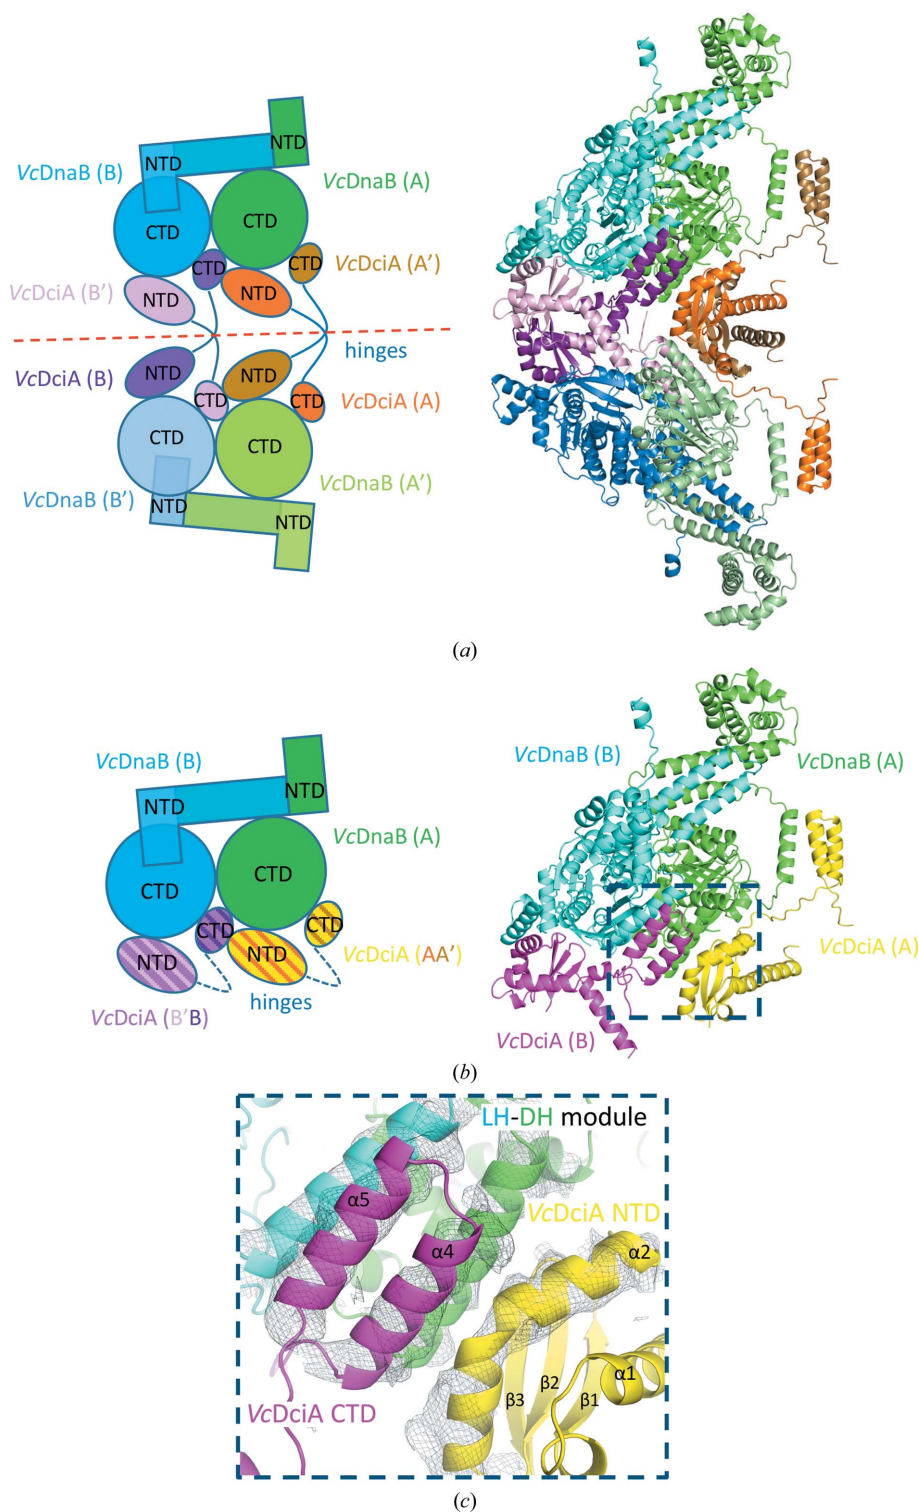 NTD
NTD
VcDnaB (B)
VcDnaB (A)
CTD
CTD
CTD
CTD
VcDciA (A’)
VcDciA (B’)
NTD
NTD
hinges
VcDciA (B)
NTD
NTD
CTD
CTD
VcDciA (A)
CTD
CTD
VcDnaB (A’)
VcDnaB (B’)
NTD
NTD
(a)
VcDnaB (B)
NTD
NTD
VcDnaB (A)
CTD
CTD
CTD
CTD
NTD
NTD
VcDciA (AA’)
hinges
VcDciA (B’B)
VcDnaB (B)
VcDnaB (A)
VcDciA (A)
VcDciA (B)
(b)
LH-DH module
α5
VcDciA NTD
α4
α2
α1
β3
β2
β1
VcDciA CTD
(c)